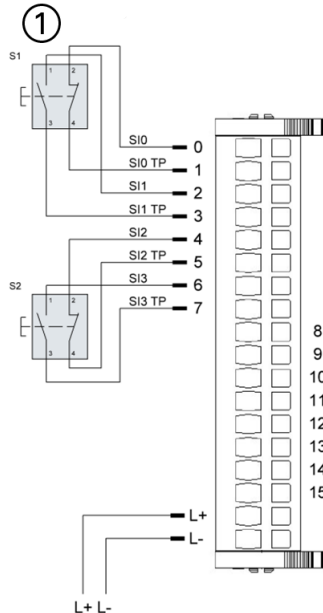 1
S1
1 2
3 4
SI0 0
SI0 TP 1
SI1 2
SI1 TP 3
SI2 4
SI2 TP 5
SI3 6
SI3 TP 7
S2
1 2
3 4
8
9
10
11
12
13
14
15
L+
L-
L+ L-